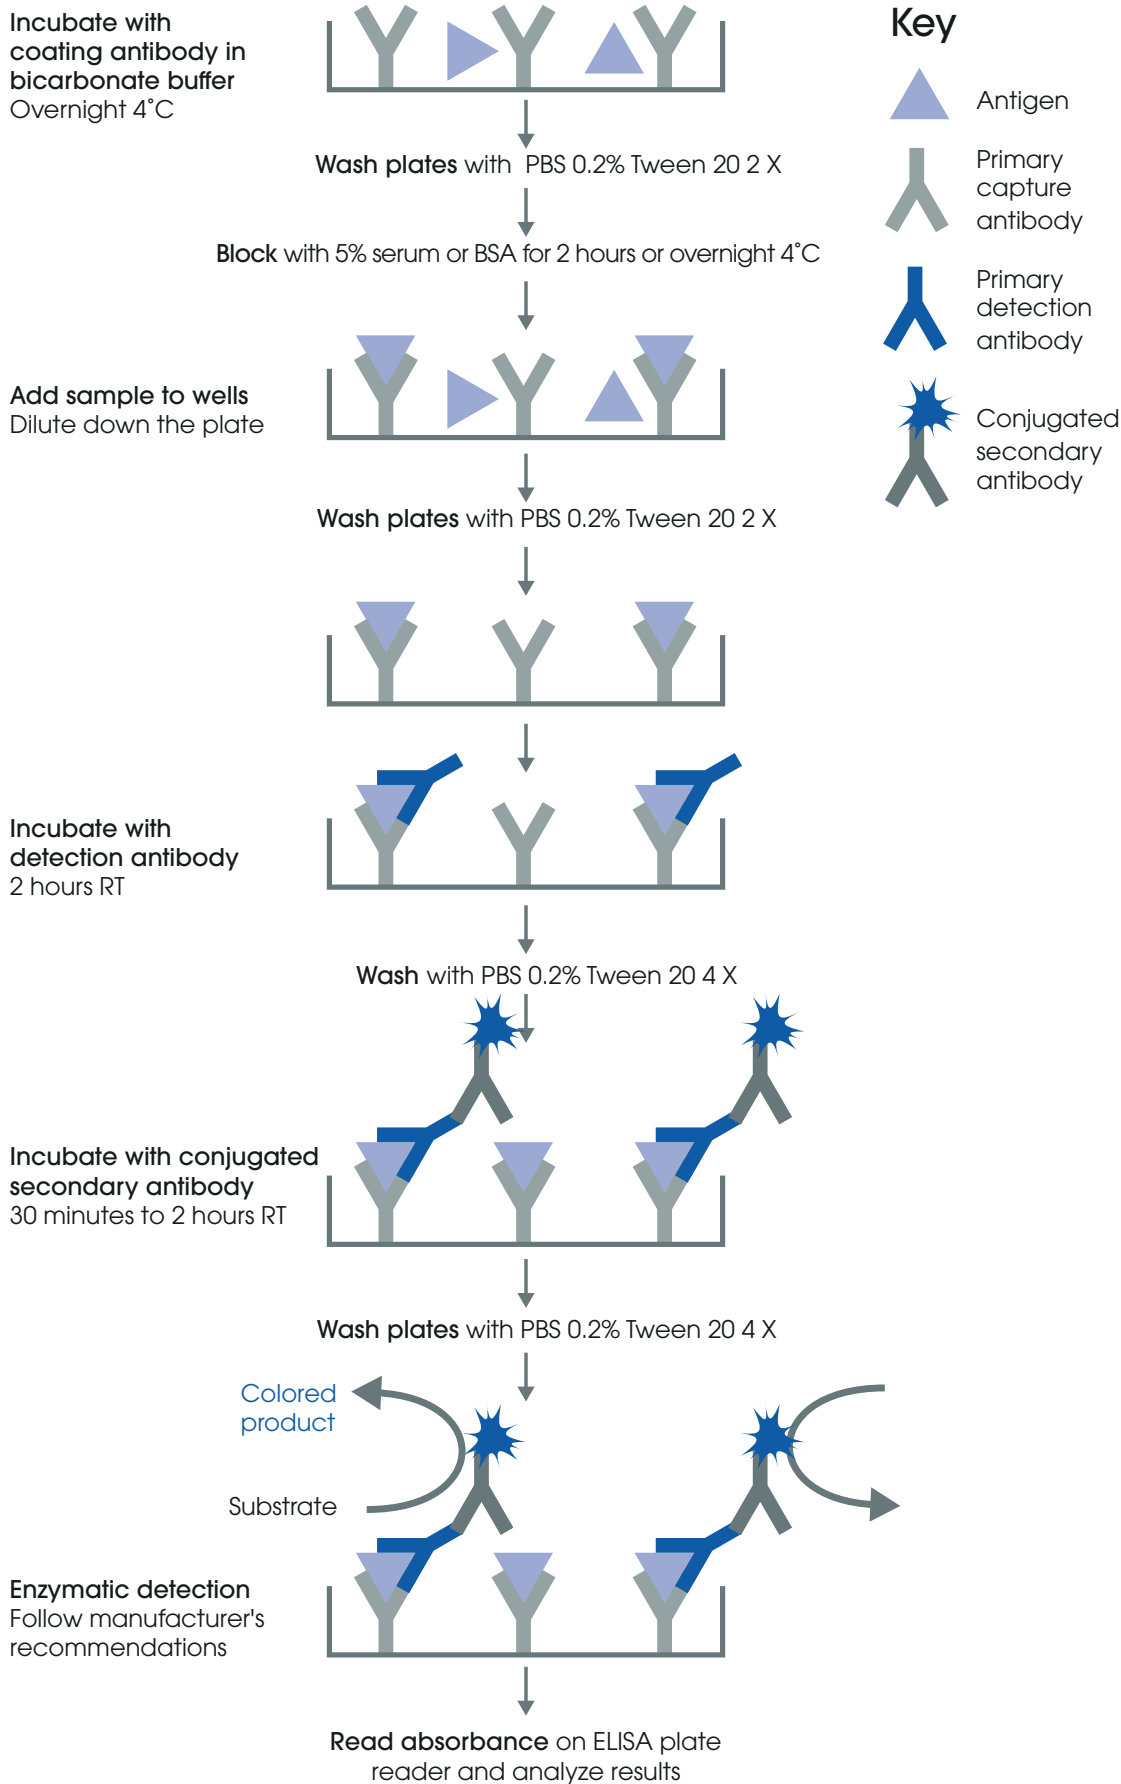 Incubate with
coating antibody in
bicarbonate buffer
Overnight 4˚C
Wash plates with PBS 0.2% Tween 20 2 X
Block with 5% serum or BSA for 2 hours or overnight 4˚C
Add sample to wells
Dilute down the plate
Wash plates with PBS 0.2% Tween 20 2 X
Incubate with
detection antibody
2 hours RT
Wash with PBS 0.2% Tween 20 4 X
Incubate with conjugated
secondary antibody
30 minutes to 2 hours RT
Wash plates with PBS 0.2% Tween 20 4 X
Colored
product
Substrate
Enzymatic detection
Follow manufacturer's
recommendations
Read absorbance on ELISA plate
reader and analyze results
Key
Antigen
Primary
capture
antibody
Primary
detection
antibody
Conjugated
secondary
antibody